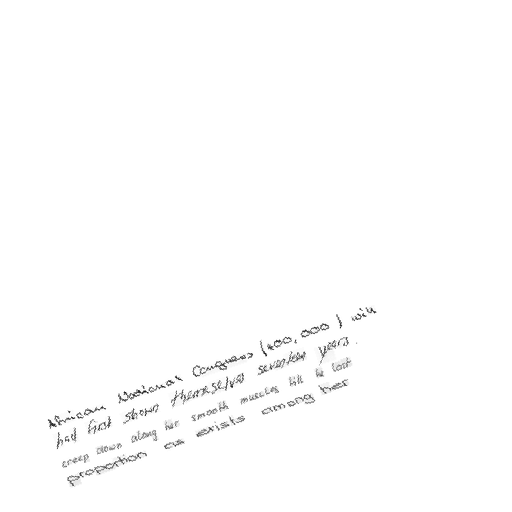 African National Congress (400,000) will
had first shown themselves seventeen years.
creep down along her smooth muscles till he lost
proportion as exists among her